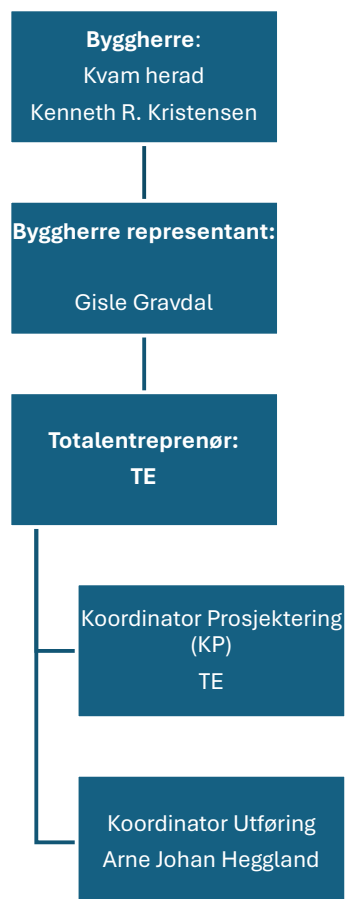 Byggherre:
Kvam herad
Kenneth R. Kristensen
Byggherre representant:
Gisle Gravdal
Totalentreprenør:
TE
Koordinator Prosjektering
(KP)
TE
Koordinator Utføring
Arne Johan Heggland